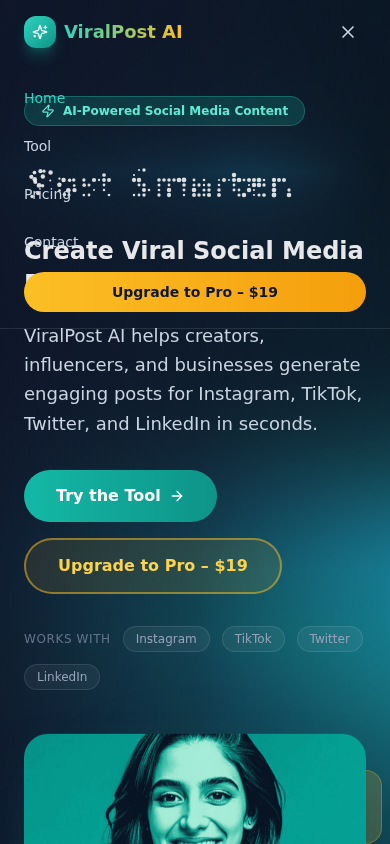 ViralPost AI
Home
AI-Powered Social Media Content
Tool
Pricing
Contact
Create Viral Social Media
Upgrade to Pro – $19
ViralPost AI helps creators,
influencers, and businesses generate
engaging posts for Instagram, TikTok,
Twitter, and LinkedIn in seconds.
Try the Tool →
Upgrade to Pro – $19
WORKS WITH Instagram TikTok Twitter
LinkedIn